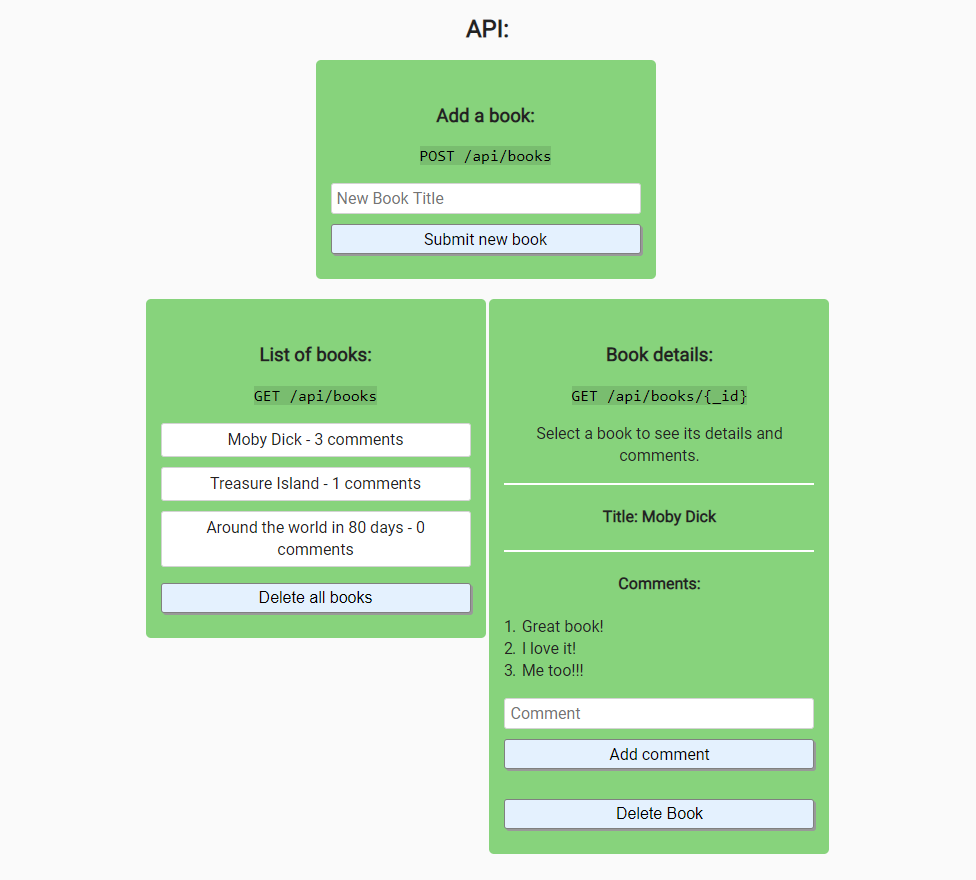 API:
Add a book:
POST /api/books
New Book Title
Submit new book
List of books:
GET /api/books
Moby Dick - 3 comments
Treasure Island - 1 comments
Around the world in 80 days - 0
comments
Delete all books
Book details:
GET /api/books/{_id}
Select a book to see its details and
comments.
Title: Moby Dick
Comments:
1. Great book!
2. I love it!
3. Me too!!!
Comment
Add comment
Delete Book